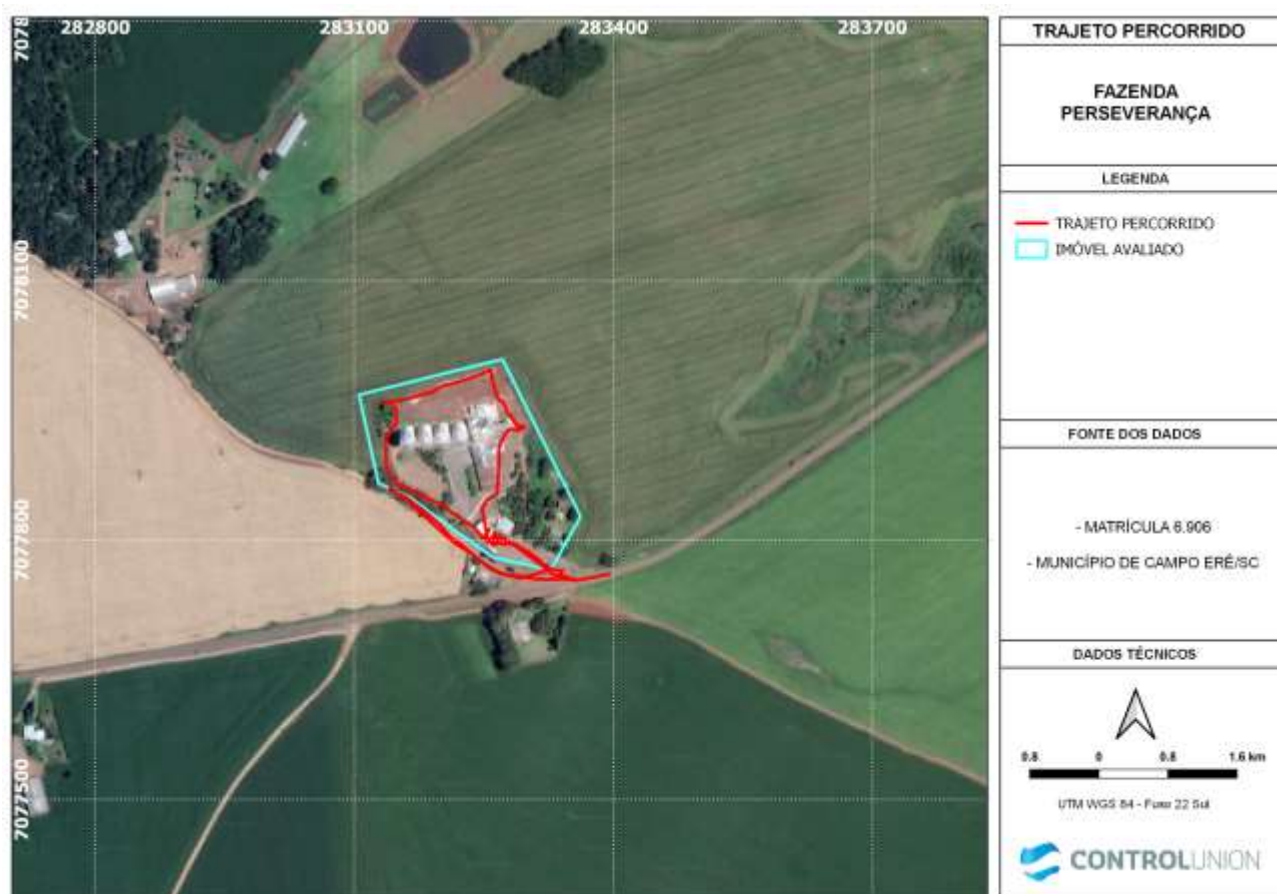 282800 283100 283400 283700
7078
7078100
7077800
7077500
TRAJETO PERCORRIDO
FAZENDA
PERSEVERANÇA
LEGENDA
TRAJETO PERCORRIDO
IMÓVEL AVALIADO
FONTE DOS DADOS
- MATRÍCULA 6.906
- MUNICÍPIO DE CAMPO ERÊ/SC
DADOS TÉCNICOS
0.8 0 0.8 1.6 km
UTM WGS 84 - Fuso 22 Sul
CONTROLUNION